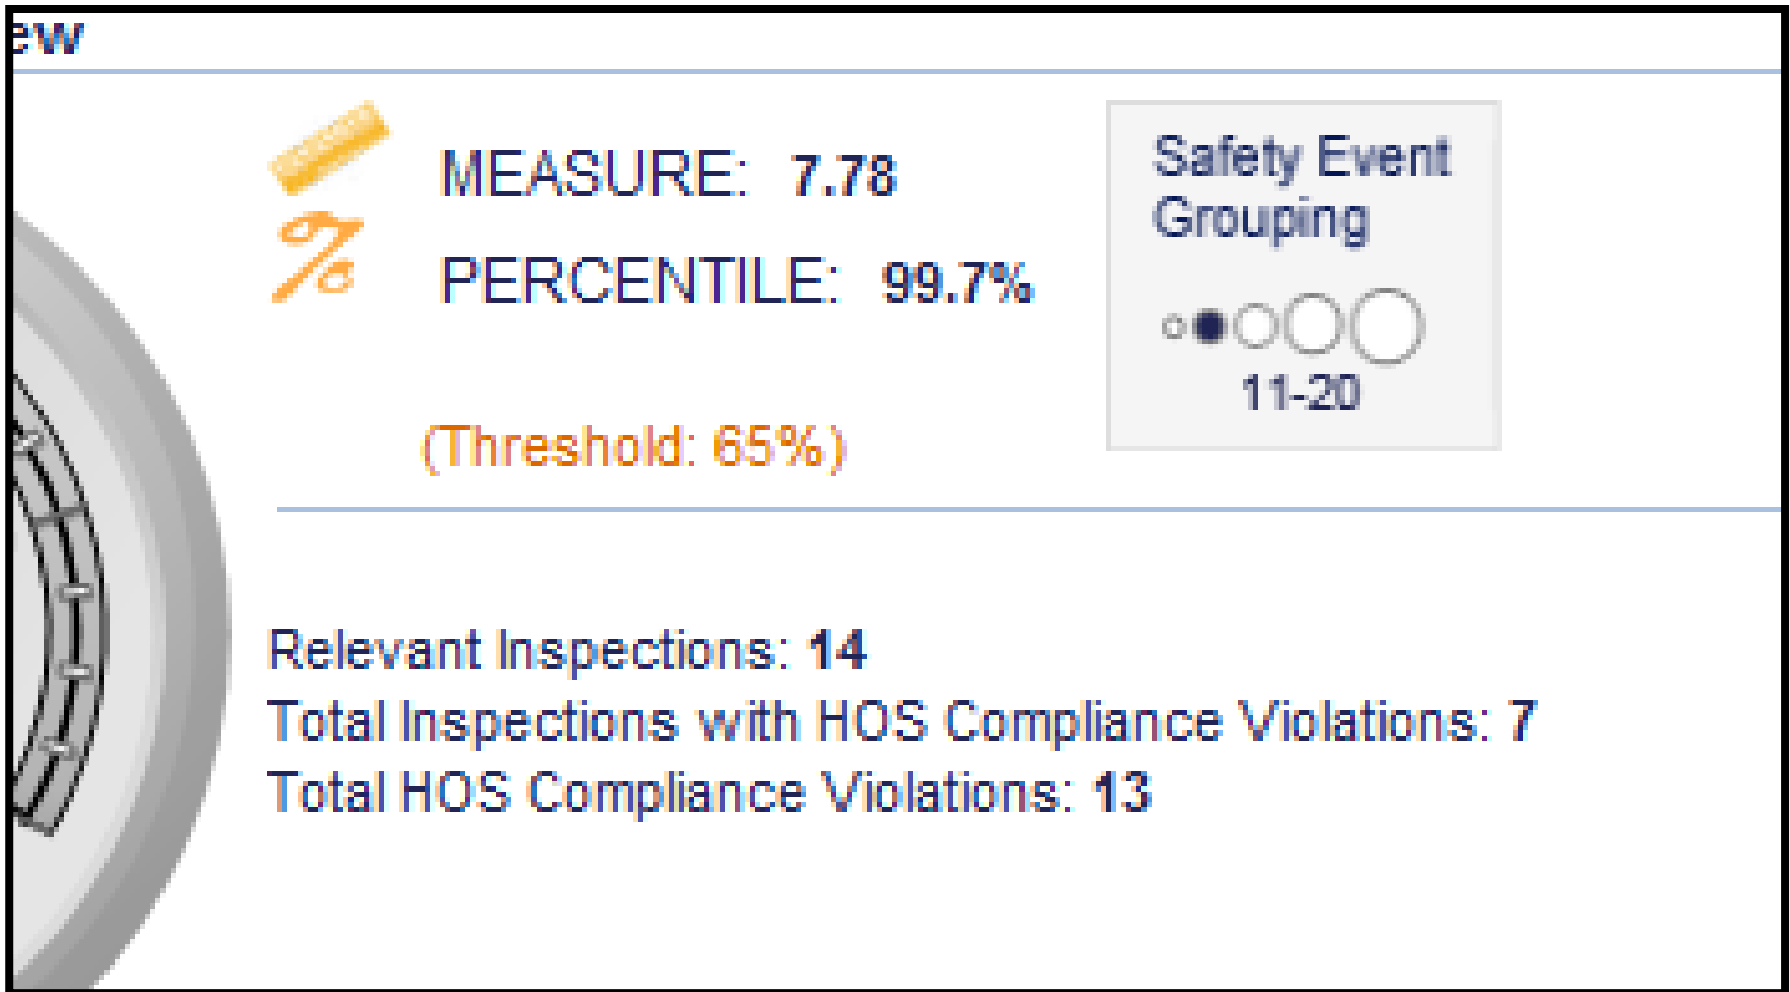 MEASURE: 7.78
PERCENTILE: 99.7%
(Threshold: 65%)
Safety Event
Grouping
11-20
Relevant Inspections: 14
Total Inspections with HOS Compliance Violations: 7
Total HOS Compliance Violations: 13